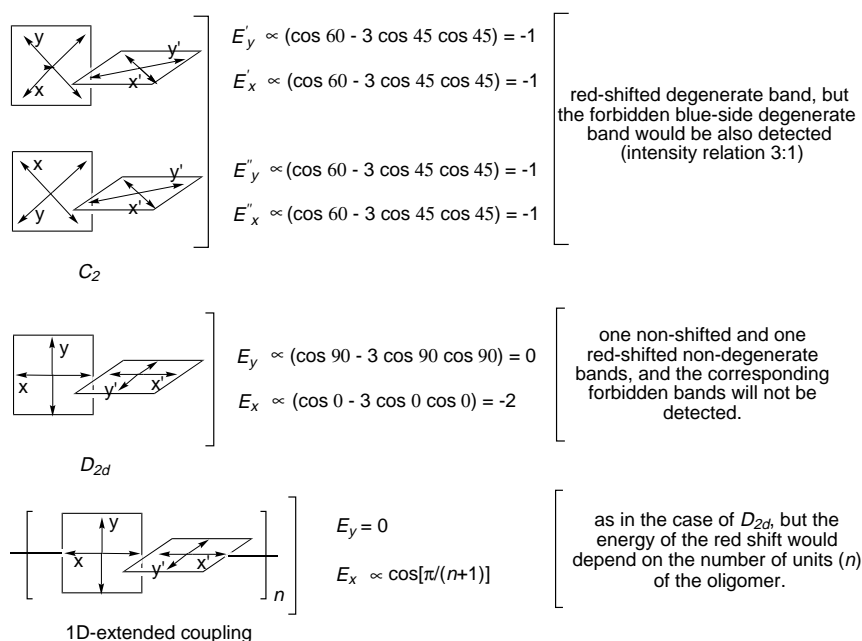 y y'
x x'
E'y ∝ (cos 60 - 3 cos 45 cos 45) = -1
E'x ∝ (cos 60 - 3 cos 45 cos 45) = -1
x y'
y x'
E''y ∝ (cos 60 - 3 cos 45 cos 45) = -1
E''x ∝ (cos 60 - 3 cos 45 cos 45) = -1
C2
red-shifted degenerate band, but
the forbidden blue-side degenerate
band would be also detected
(intensity relation 3:1)
y
x y' x'
D2d
Ey ∝ (cos 90 - 3 cos 90 cos 90) = 0
Ex ∝ (cos 0 - 3 cos 0 cos 0) = -2
one non-shifted and one
red-shifted non-degenerate
bands, and the corresponding
forbidden bands will not be
detected.
y
x y' x'
n
1D-extended coupling
Ey = 0
Ex ∝ cos[π/(n+1)]
as in the case of D2d, but the
energy of the red shift would
depend on the number of units (n)
of the oligomer.